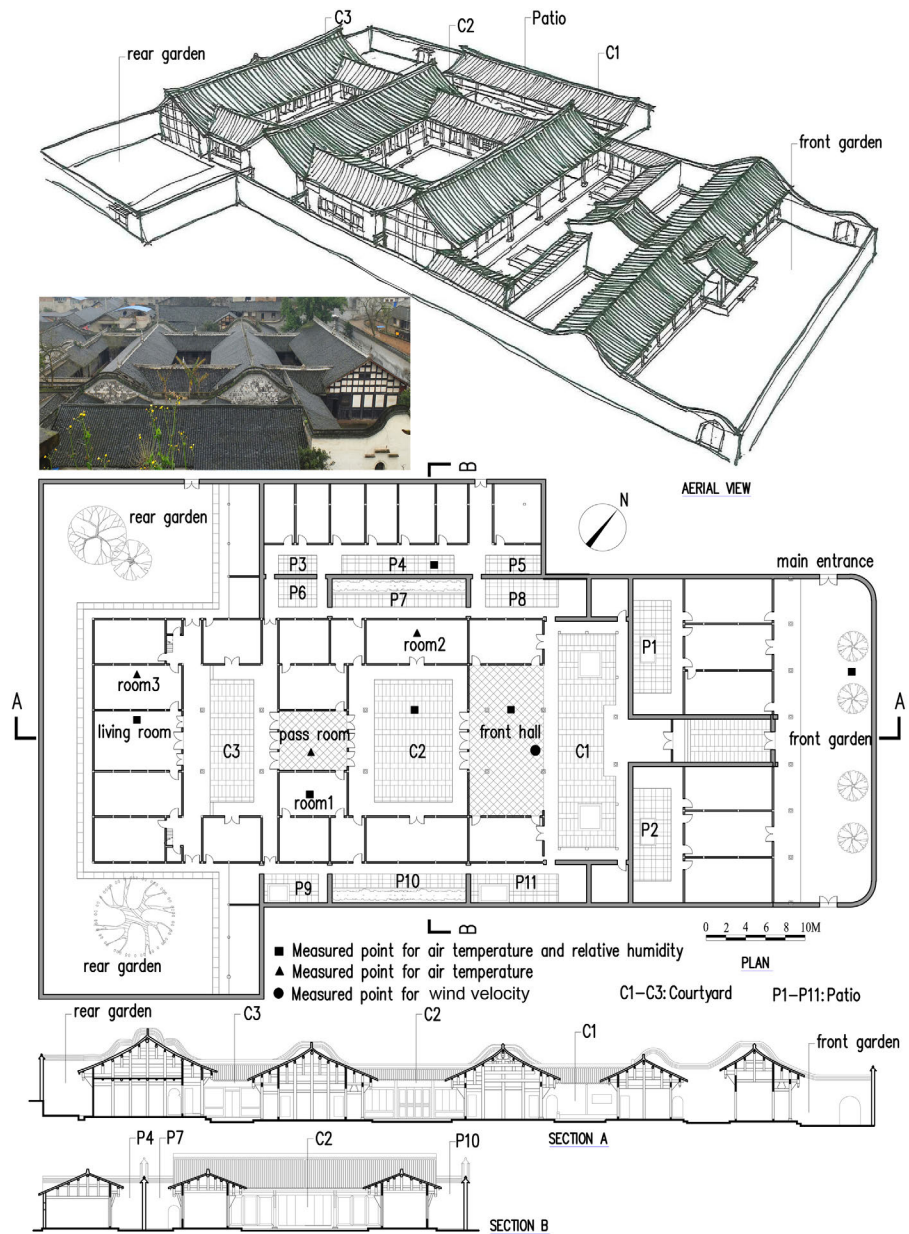 C3
C2
Patio
C1
rear garden
front garden
AERIAL VIEW
B
N
rear garden
main entrance
P3
P4
P5
P6
P7
P8
P1
room2
room3
A
A
living room
C3
pass room
C2
front hall
C1
front garden
room1
P2
P9
P10
P11
rear garden
B
0 2 4 6 8 10M
PLAN
■ Measured point for air temperature and relative humidity
▲ Measured point for air temperature
● Measured point for wind velocity
C1-C3: Courtyard P1-P11: Patio
rear garden
C3
C2
C1
front garden
SECTION A
P4
P7
C2
P10
SECTION B